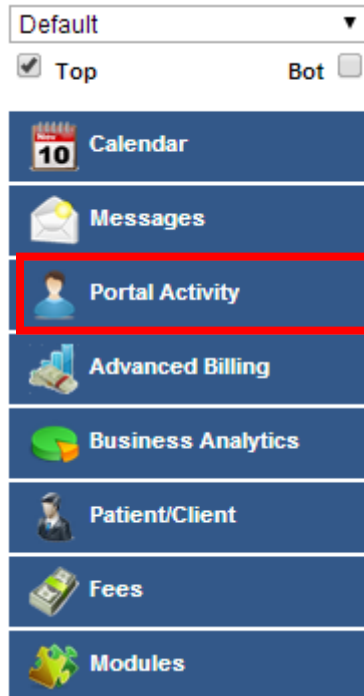 Default
Top Bot
Nov
10
Calendar
Messages
Portal Activity
Advanced Billing
Business Analytics
Patient/Client
Fees
Modules